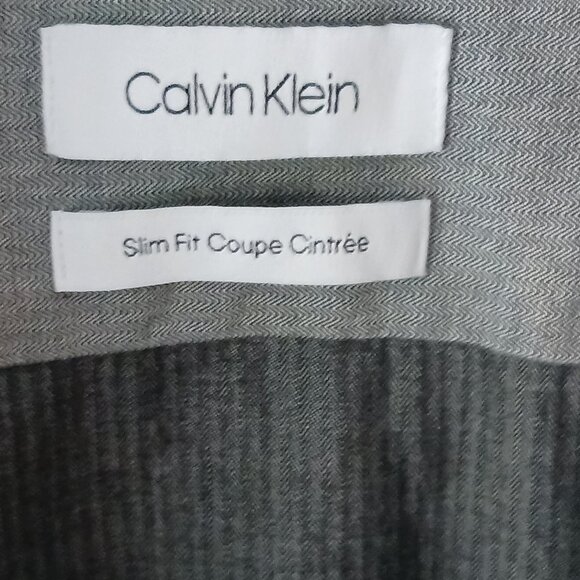 Calvin Klein
Slim Fit Coupe Cintrée